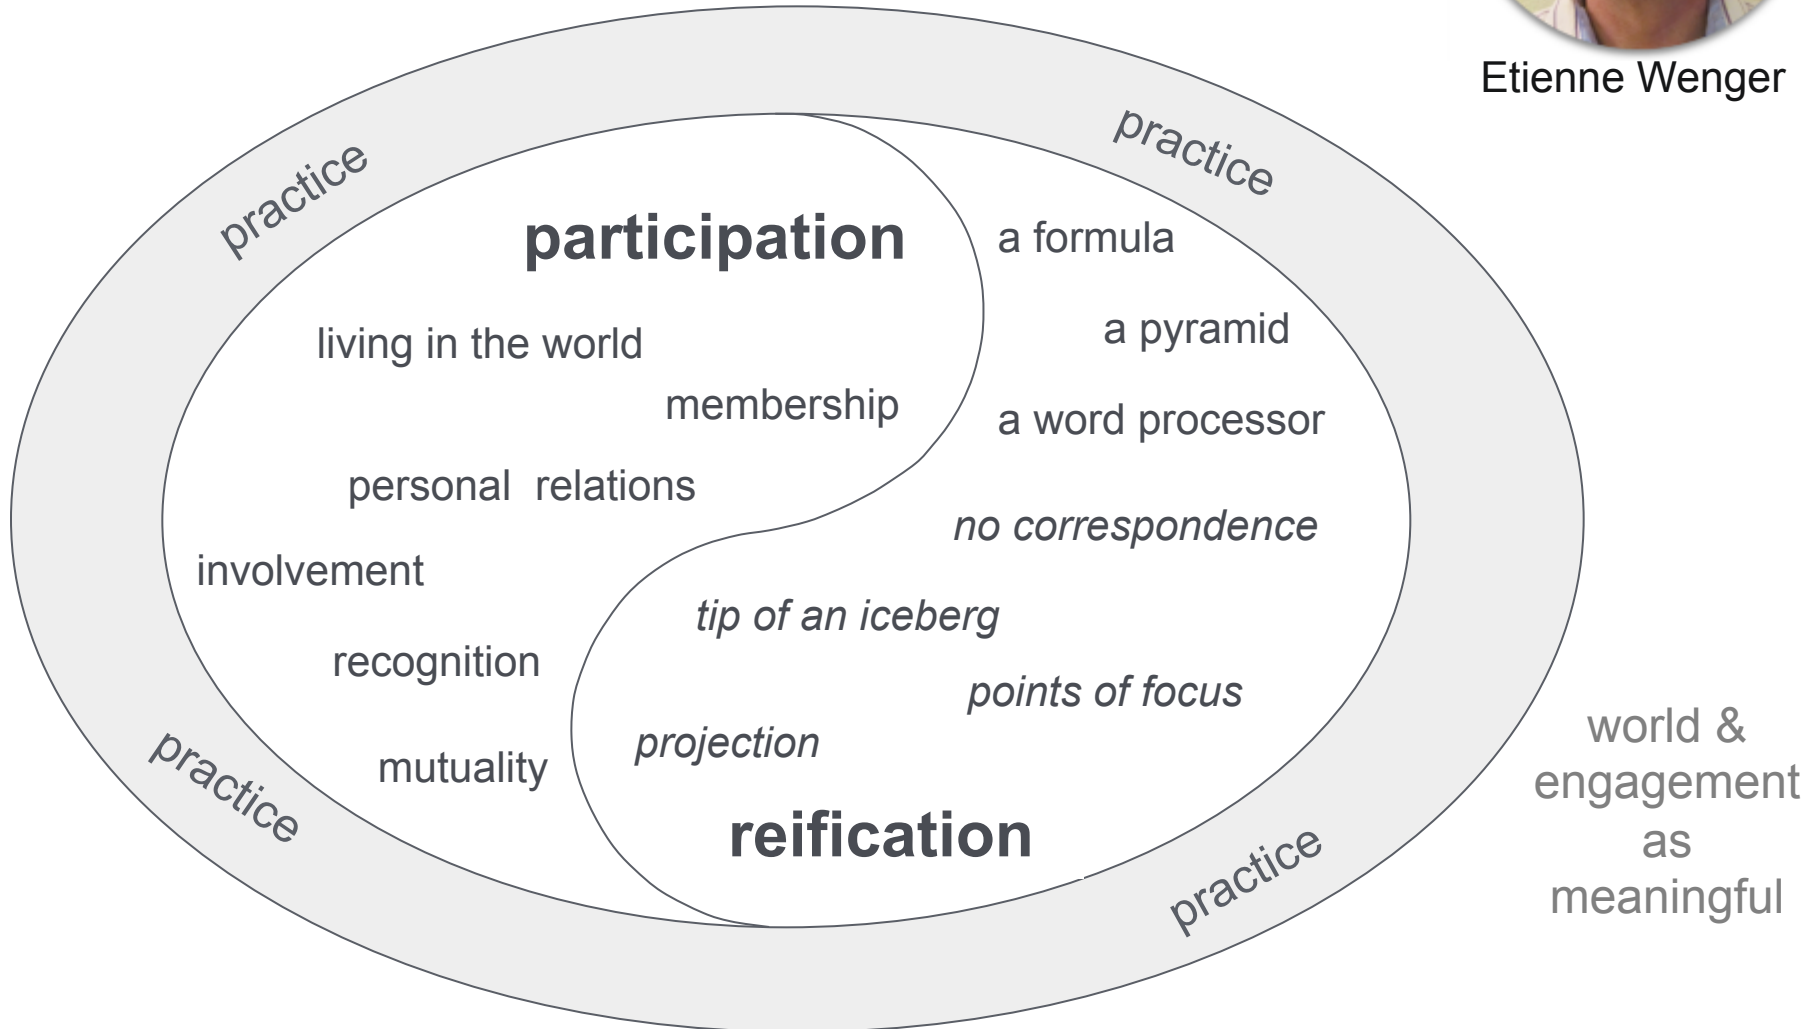 Etienne Wenger
practice
practice
participation
a formula
living in the world
a pyramid
membership
a word processor
personal relations
no correspondence
involvement
tip of an iceberg
recognition
points of focus
projection
mutuality
reification
practice
practice
world &
engagement
as
meaningful